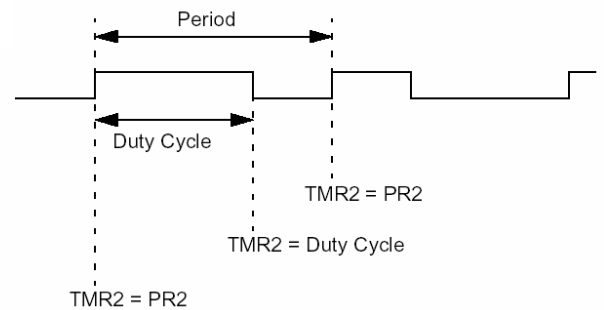 Period
Duty Cycle
TMR2 = PR2
TMR2 = Duty Cycle
TMR2 = PR2